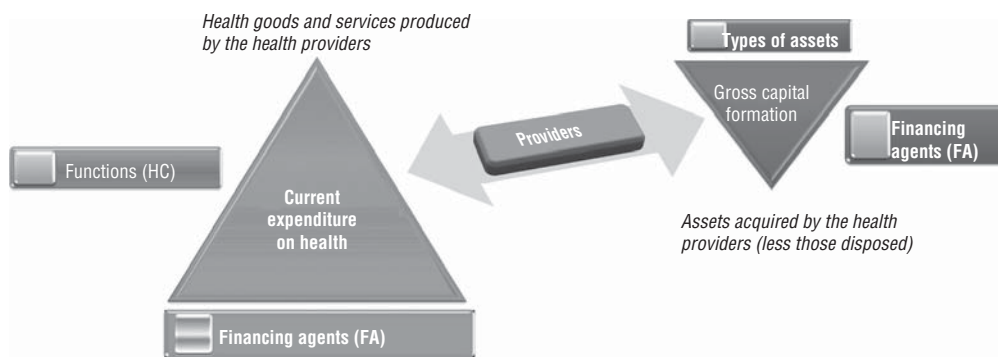 Health goods and services produced
by the health providers
Types of assets
Gross capital
formation
Providers
Financing
agents (FA)
Functions (HC)
Current
expenditure
on health
Assets acquired by the health
providers (less those disposed)
Financing agents (FA)